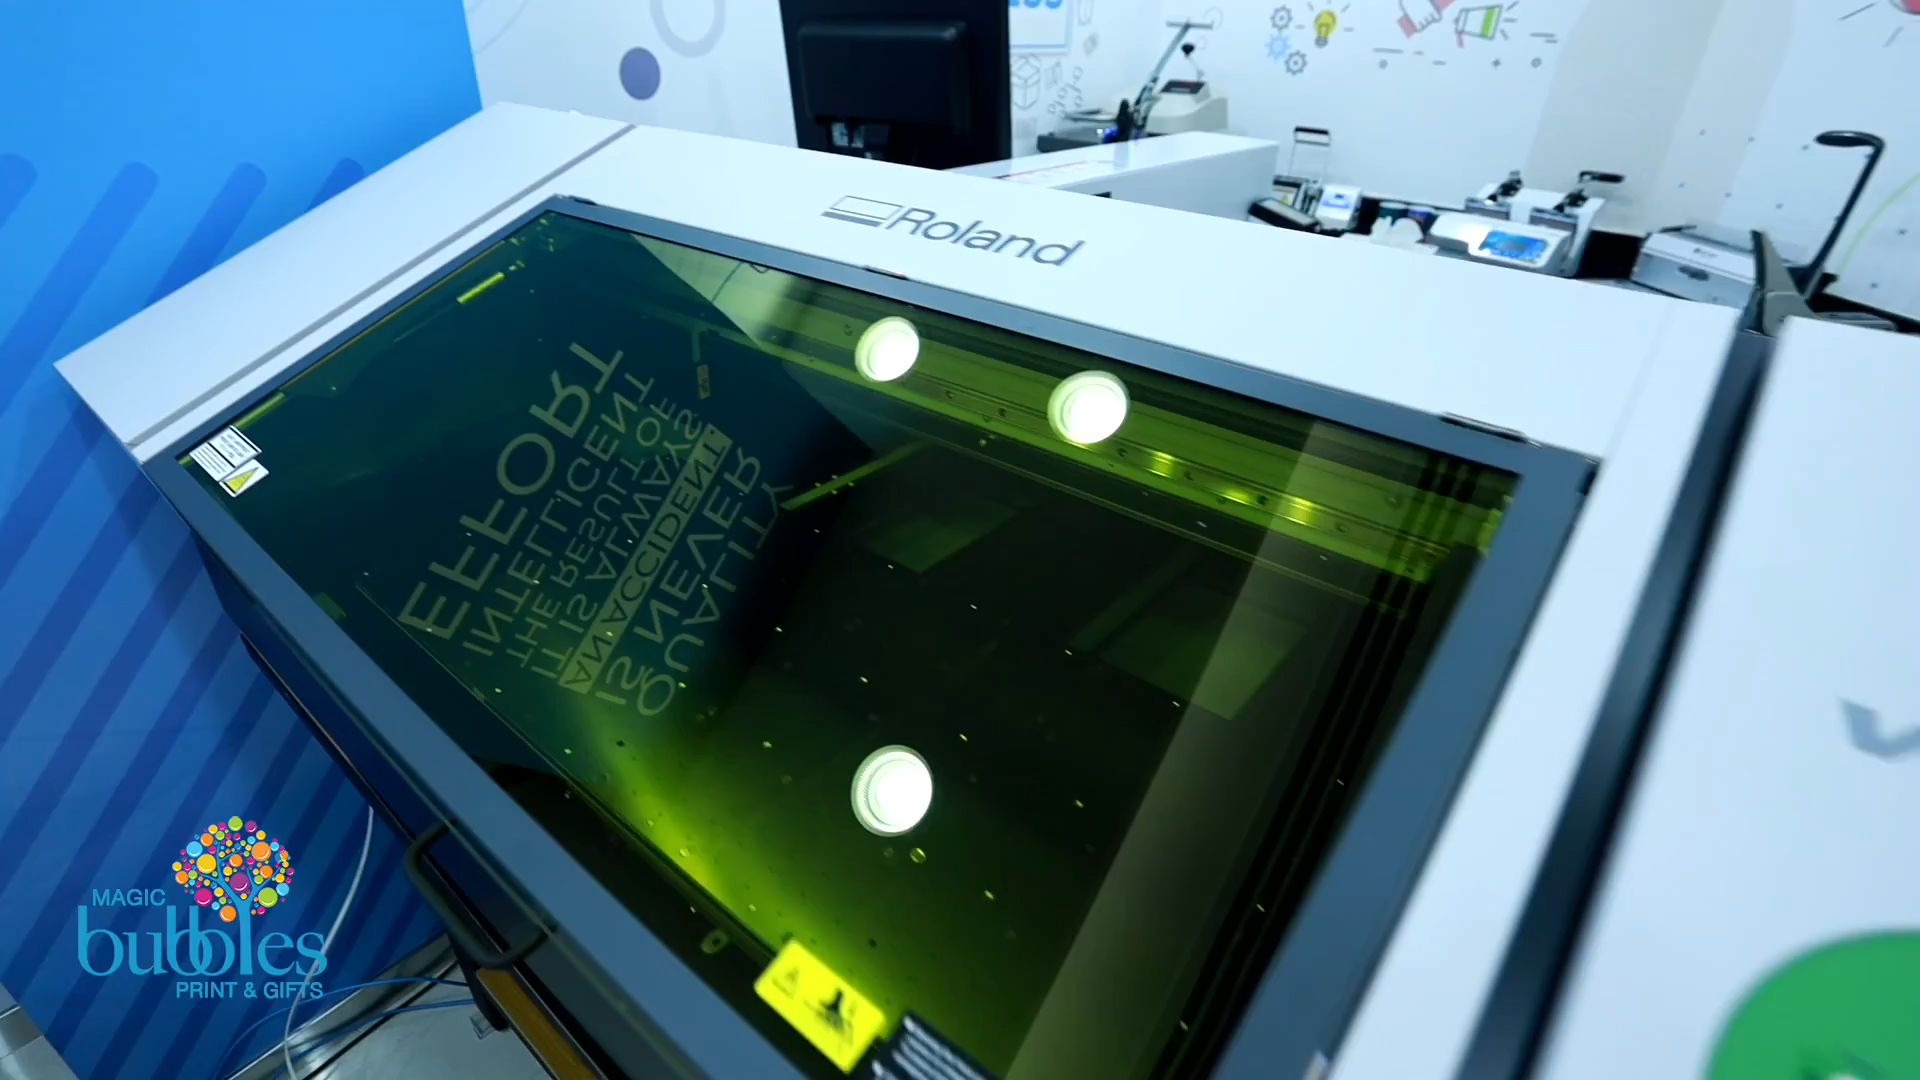 Roland
QUALITY
IS NEVER
AN ACCIDENT
IT IS ALWAYS
THE RESULT OF
INTELLIGENT
EFFORT
MAGIC
bubbles
PRINT & GIFTS